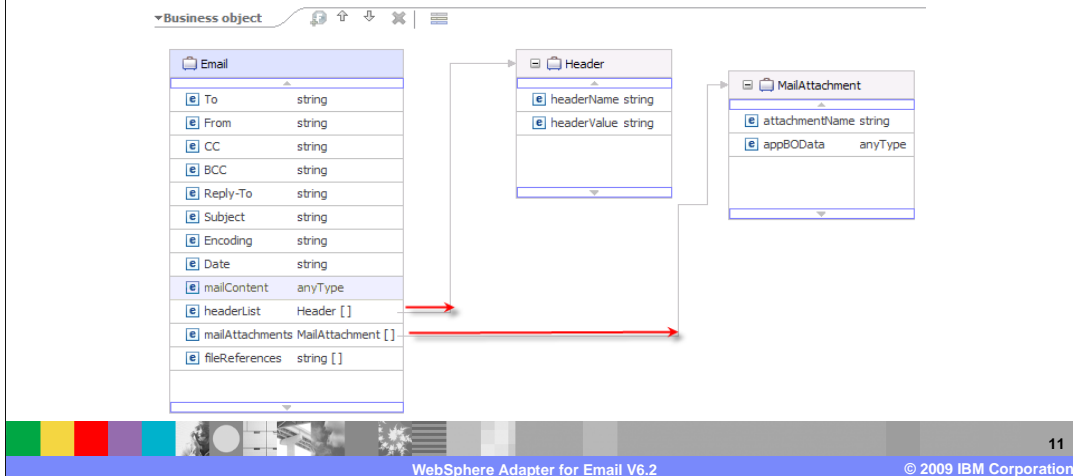 Business object
Email
To string
From string
CC string
BCC string
Reply-To string
Subject string
Encoding string
Date string
mailContent anyType
headerList Header []
mailAttachments MailAttachment []
fileReferences string []
Header
headerName string
headerValue string
MailAttachment
attachmentName string
appBOData anyType
11
WebSphere Adapter for Email V6.2
© 2009 IBM Corporation